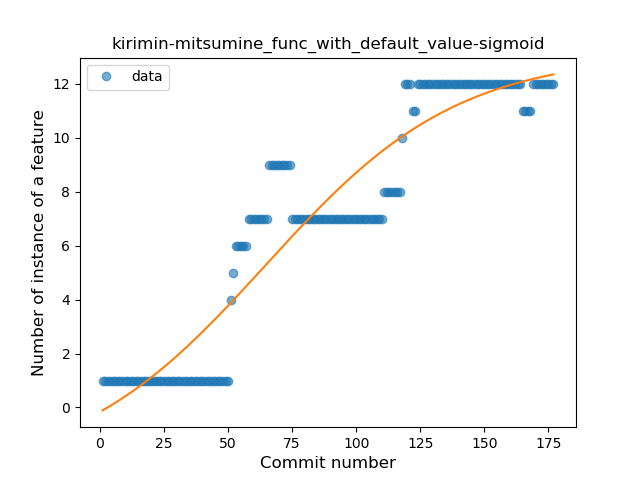 kirimin-mitsumine_func_with_default_value-sigmoid
data
Number of instance of a feature
12
10
8
6
4
2
0
0 25 50 75 100 125 150 175
Commit number